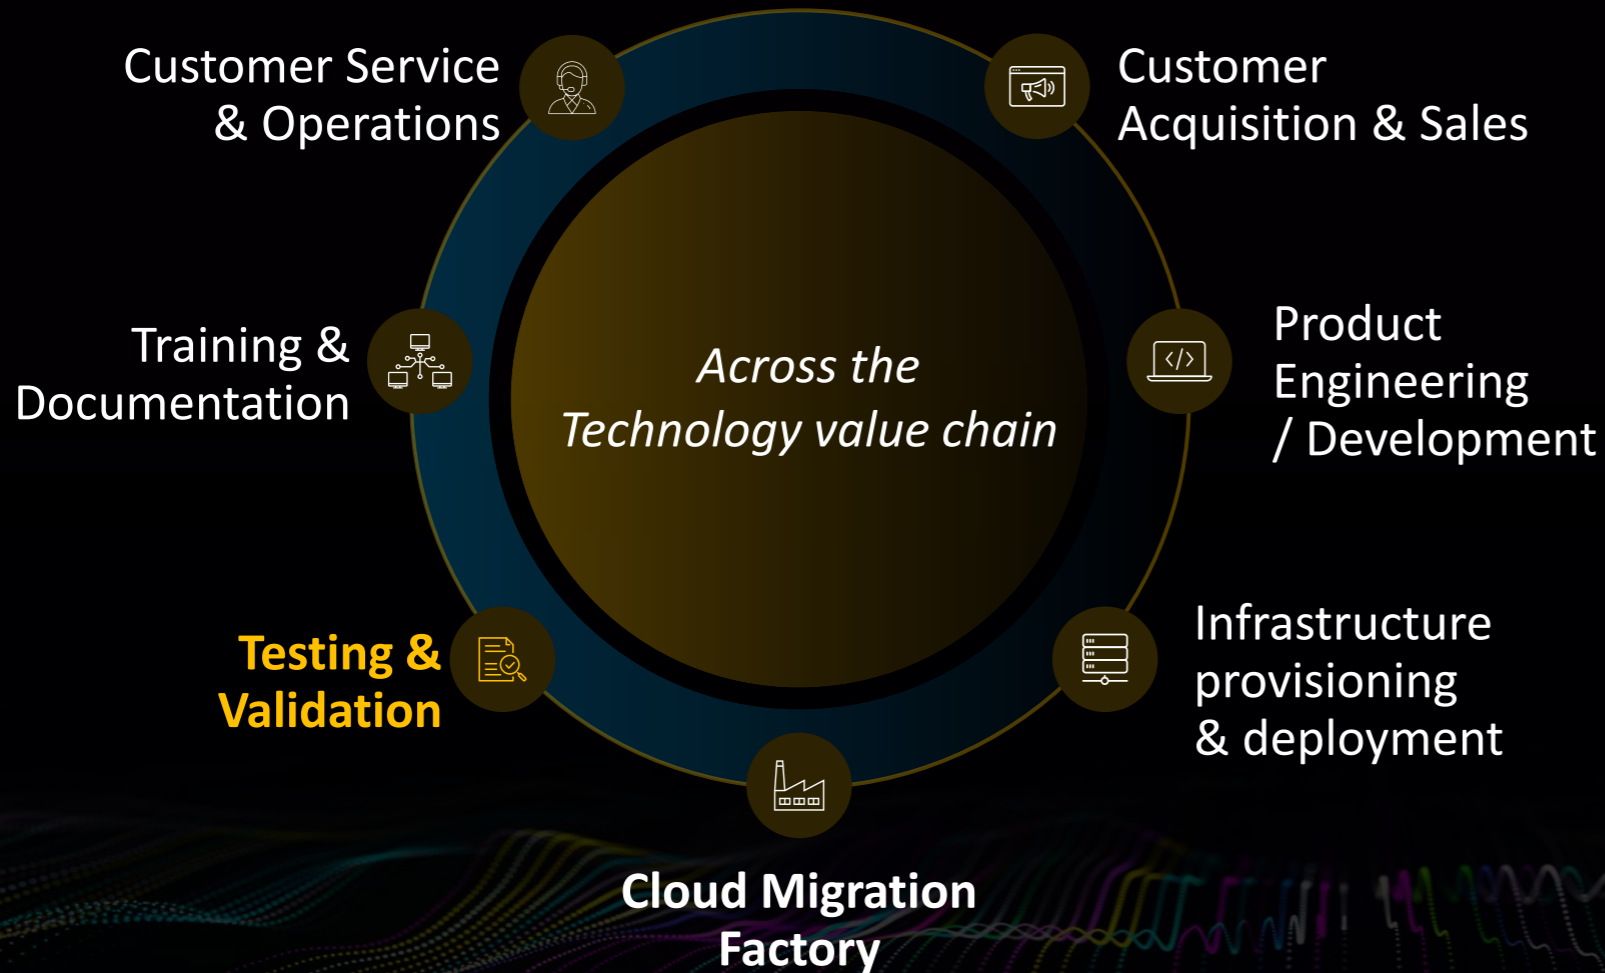 Customer Service
& Operations
Customer
Acquisition & Sales
Training &
Documentation
Across the
Technology value chain
Product
Engineering
/ Development
Testing &
Validation
Infrastructure
provisioning
& deployment
Cloud Migration
Factory